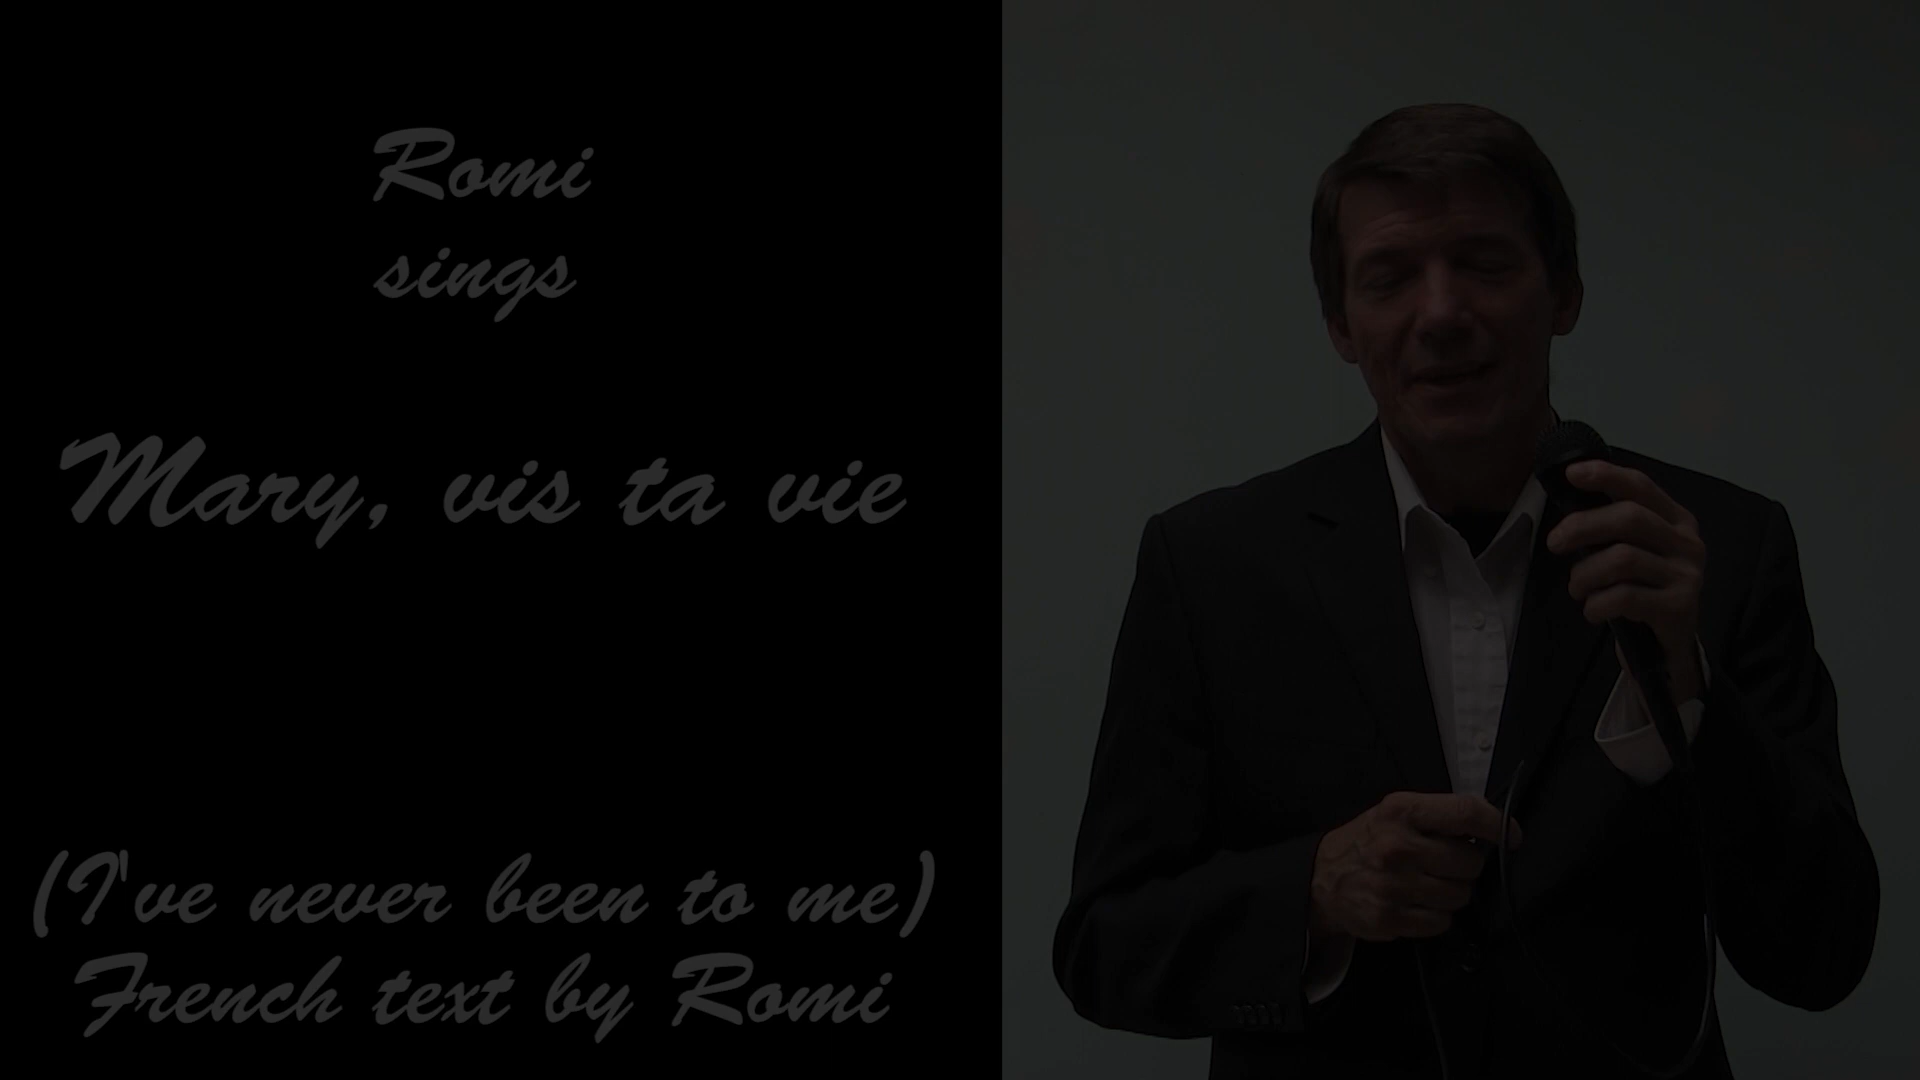 Romi
sings
Mary, vis ta vie
(I've never been to me)
French text by Romi